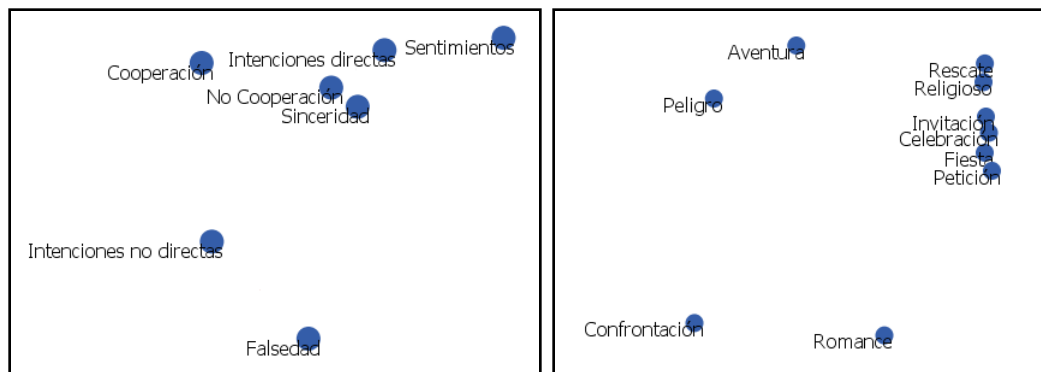 Sentimientos
Intenciones directas
Cooperación
No Cooperación
Sinceridad
Intenciones no directas
Falsedad
Aventura
Rescate
Religioso
Peligro
Invitación
Celebración
Fiesta
Petición
Confrontación
Romance